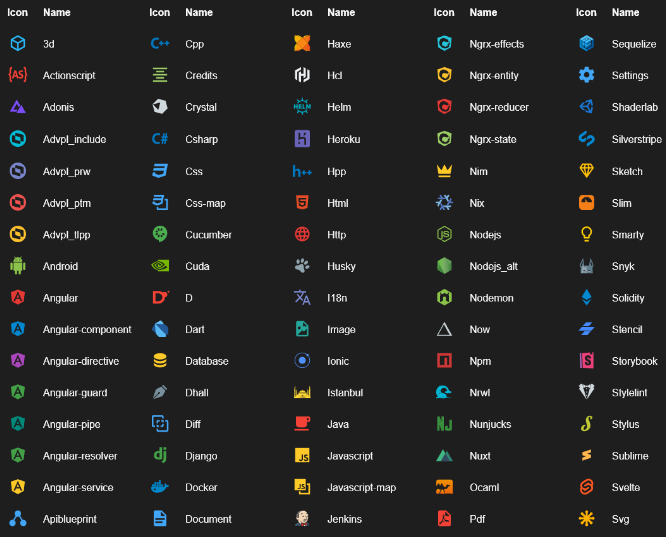 Icon Name Icon Name Icon Name Icon Name Icon Name
3d C++ Cpp Haxe Ngrx-effects Sequelize
{AS} Actionscript Credits Hcl Ngrx-entity Settings
Adonis Crystal HELM Helm Ngrx-reducer Shaderlab
Advpl_include C# Csharp Heroku Ngrx-state Silverstripe
Advpl_prw Css h++ Hpp Nim Sketch
Advpl_ptm Css-map Html Nix Slim
Advpl_tlpp Cucumber Http JS Nodejs Smarty
Android Cuda Husky Nodejs_alt Snyk
A Angular D I18n Nodemon Solidity
A Angular-component Dart Image Now Stencil
A Angular-directive Database Ionic Npm S Storybook
A Angular-guard Dhall Istanbul Nrwl Stylelint
A Angular-pipe Diff Java NJ Nunjucks Stylus
A Angular-resolver dj Django JS Javascript Nuxt Sublime
A Angular-service Docker JS Javascript-map Ocaml Svelte
Apiblueprint Document Jenkins Pdf Svg